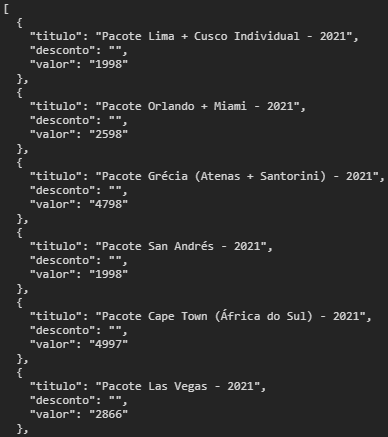 [
  {
    "titulo": "Pacote Lima + Cusco Individual - 2021",
    "desconto": "",
    "valor": "1998"
  },
  {
    "titulo": "Pacote Orlando + Miami - 2021",
    "desconto": "",
    "valor": "2598"
  },
  {
    "titulo": "Pacote Grécia (Atenas + Santorini) - 2021",
    "desconto": "",
    "valor": "4798"
  },
  {
    "titulo": "Pacote San Andrés - 2021",
    "desconto": "",
    "valor": "1998"
  },
  {
    "titulo": "Pacote Cape Town (África do Sul) - 2021",
    "desconto": "",
    "valor": "4997"
  },
  {
    "titulo": "Pacote Las Vegas - 2021",
    "desconto": "",
    "valor": "2866"
  },